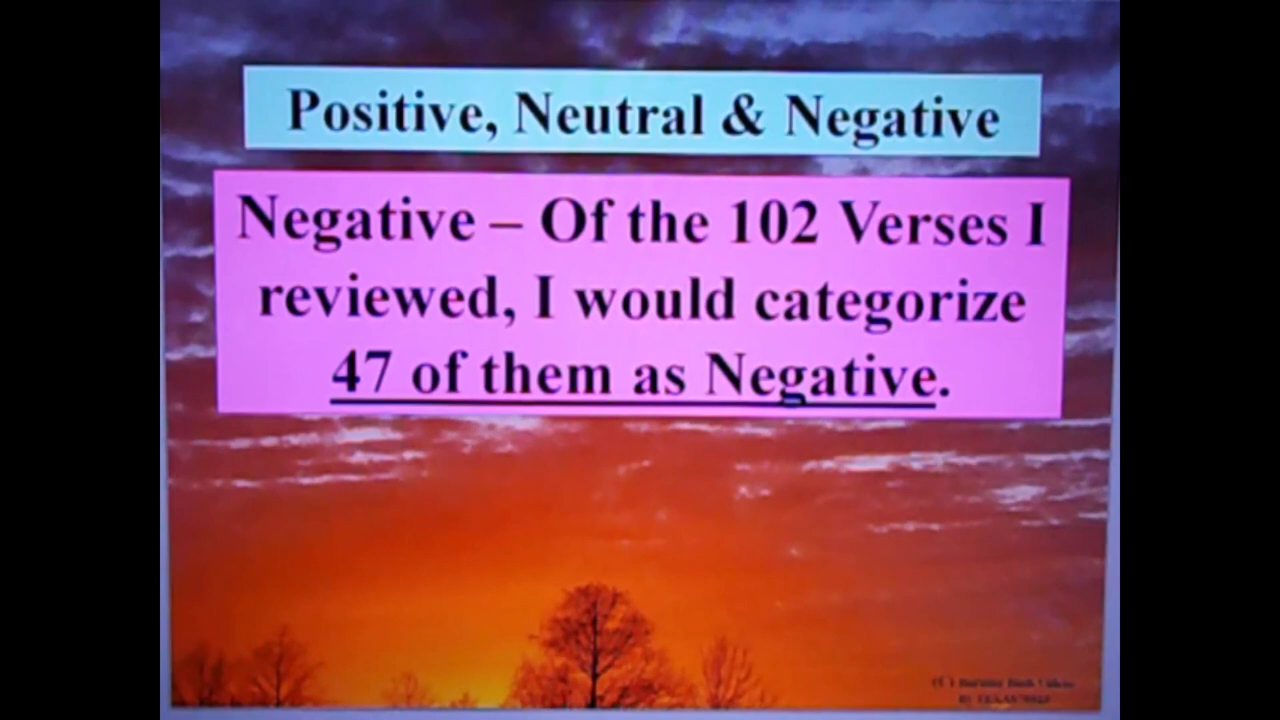 Positive, Neutral & Negative
Negative – Of the 102 Verses I
reviewed, I would categorize
47 of them as Negative.